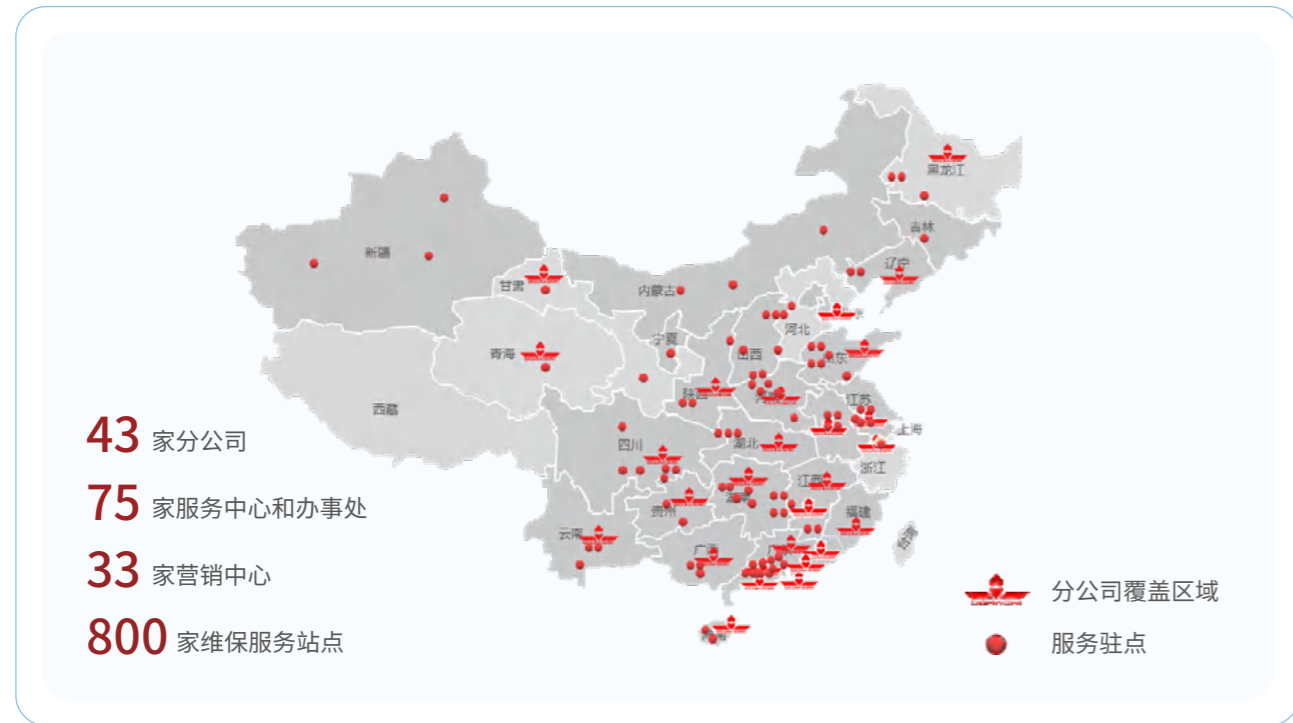 黑龙江
吉林
辽宁
新疆
甘肃
内蒙古
河北
宁夏
山西
青海
陕西
江苏
西藏
上海
四川
湖北
浙江
江西
贵州
福建
云南
台湾
43 家分公司
75 家服务中心和办事处
33 家营销中心
800 家维保服务站点
分公司覆盖区域
服务驻点